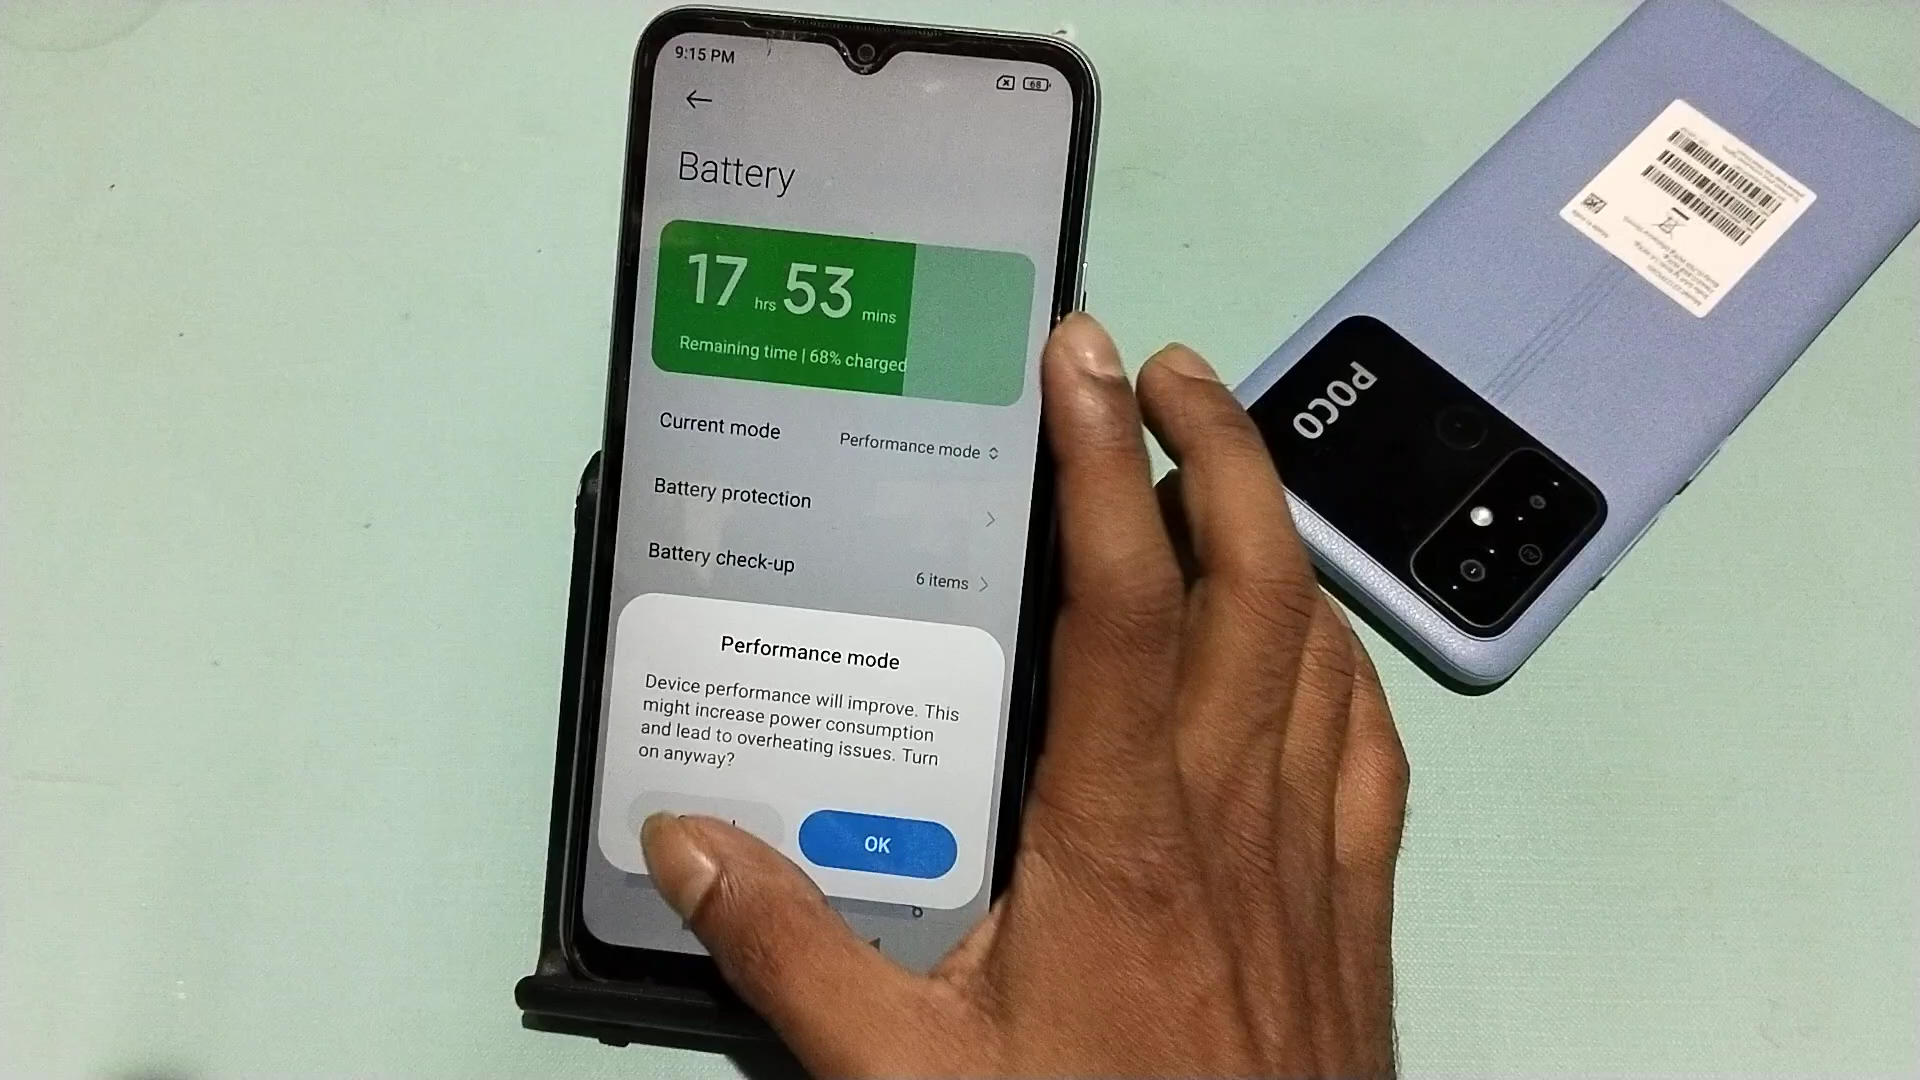 9:15 PM
68
Battery
17 hrs 53 mins
Remaining time | 68% charged
Current mode
Performance mode
Battery protection
Battery check-up
6 items
Performance mode
Device performance will improve. This
might increase power consumption
and lead to overheating issues. Turn
on anyway?
OK
POCO